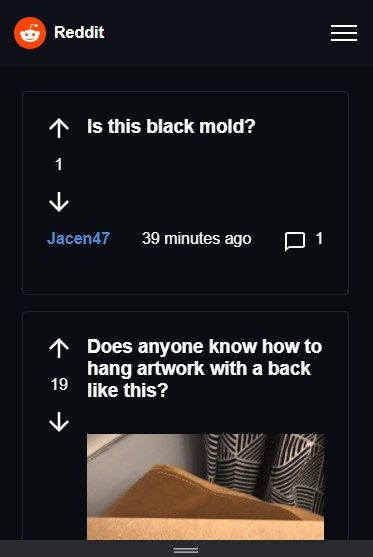 Reddit
Is this black mold?
1
Jacen47 39 minutes ago 1
Does anyone know how to
hang artwork with a back
like this?
19